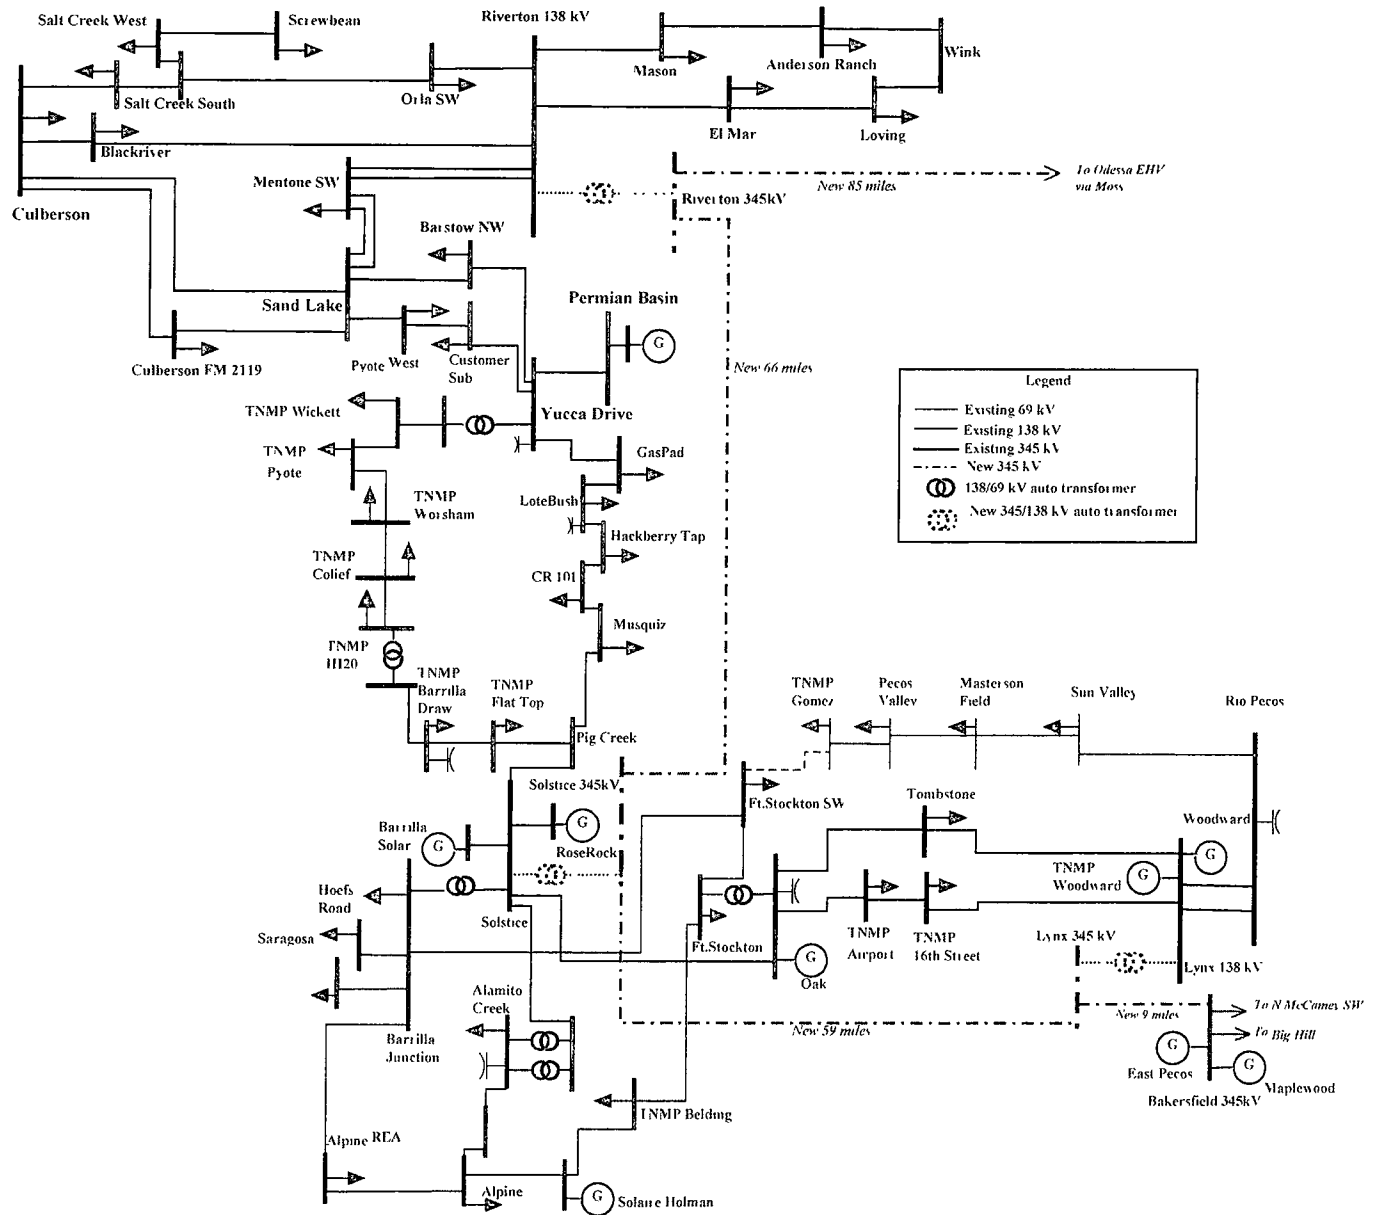 Salt Creek West
Screwbean
Riverton 138 kV
Mason
Anderson Ranch
Wink
Salt Creek South
Orla SW
El Mar
Loving
Blackriver
Mentone SW
Culberson
Riverton 345kV
New 85 miles
To Odessa EHV
via Moss
Barstow NW
Sand Lake
Permian Basin
G
Culberson FM 2119
Pyote West
Customer
Sub
New 66 miles
Legend
Existing 69 kV
Existing 138 kV
Existing 345 kV
New 345 kV
138/69 kV auto transformer
New 345/138 kV auto transformer
TNMP Wickett
Yucca Drive
TNMP
Pyote
GasPad
TNMP
Worsham
LoteBush
Hackberry Tap
TNMP
Colief
CR 101
Musquiz
TNMP
H120
TNMP
Barrilla
Draw
TNMP
Flat Top
Pig Creek
TNMP
Gomez
Pecos
Valley
Masterson
Field
Sun Valley
Rio Pecos
Solstice 345kV
Ft.Stockton SW
Tombstone
Woodward
G
Barrilla
Solar
G
G
RoseRock
TNMP
Woodward
G
Hoefs
Road
Solstice
Saragosa
Ft.Stockton
TNMP
Airport
TNMP
16th Street
Lynx 345 kV
Lynx 138 kV
G
Oak
Alamito
Creek
New 59 miles
New 9 miles
To N McCamey SW
To Big Hill
Barrilla
Junction
G
East Pecos
G
Maplewood
Bakersfield 345kV
TNMP Belding
Alpine REA
Alpine
G
Solaire Holman